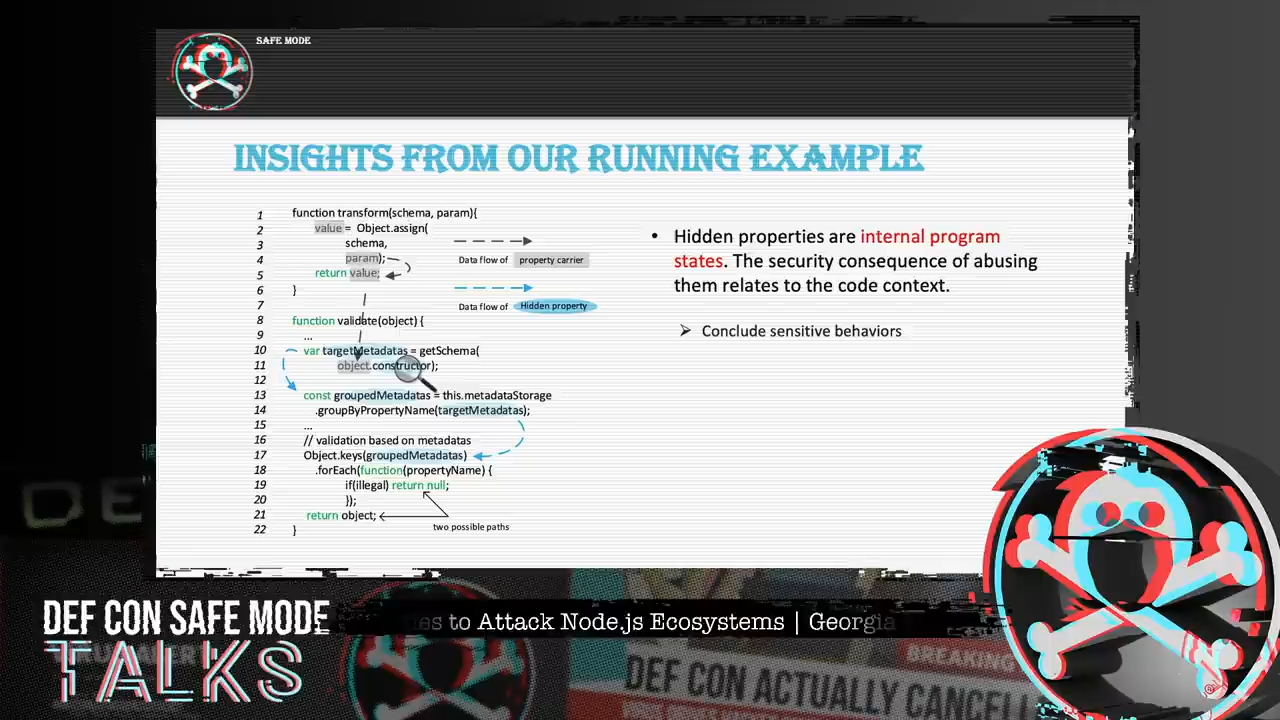 SAFE MODE
INSIGHTS FROM OUR RUNNING EXAMPLE
1 function transform(schema, param){
2 value = Object.assign(
3 schema,
4 param);
5 return value;
6 }
7
8 function validate(object) {
9 ...
10 var targetMetadatas = getSchema(
11 object.constructor);
12
13 const groupedMetadatas = this.metadataStorage
14 .groupByPropertyName(targetMetadatas);
15 ...
16 // validation based on metadatas
17 Object.keys(groupedMetadatas)
18 .forEach(function(propertyName) {
19 if(illegal) return null;
20 });
21 return object;
22 }
two possible paths
Data flow of property carrier
Data flow of Hidden property
• Hidden properties are internal program
states. The security consequence of abusing
them relates to the code context.
➢ Conclude sensitive behaviors
DE
DEF CON SAFE MODE
TALKS
to Attack Node.js Ecosystems | Georgia
BREAKING
DEF CON ACTUALLY CANCELL